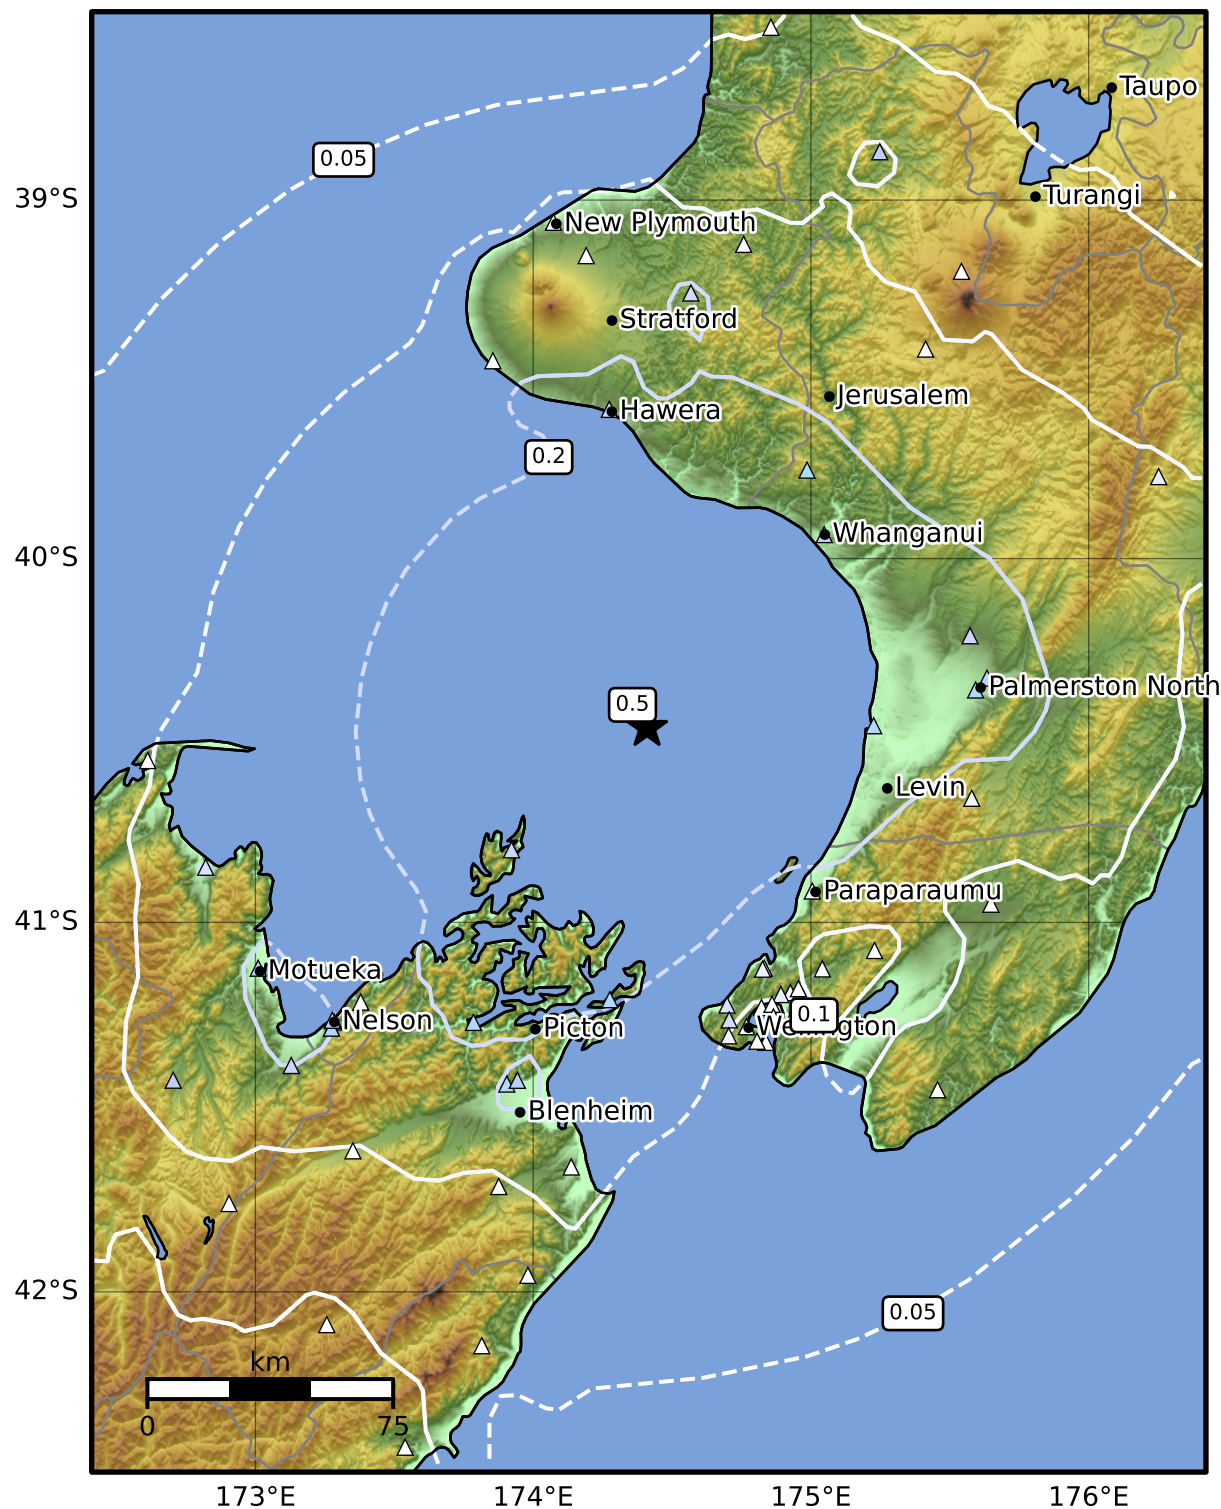 Taupo
0.05
39°S
Turangi
New Plymouth
Stratford
Jerusalem
Hawera
0.2
Whanganui
40°S
Palmerston North
0.5
Levin
Paraparaumu
41°S
Motueka
Nelson
0.1
Wellington
Picton
Blenheim
42°S
0.05
km
0
75
173°E
174°E
175°E
176°E